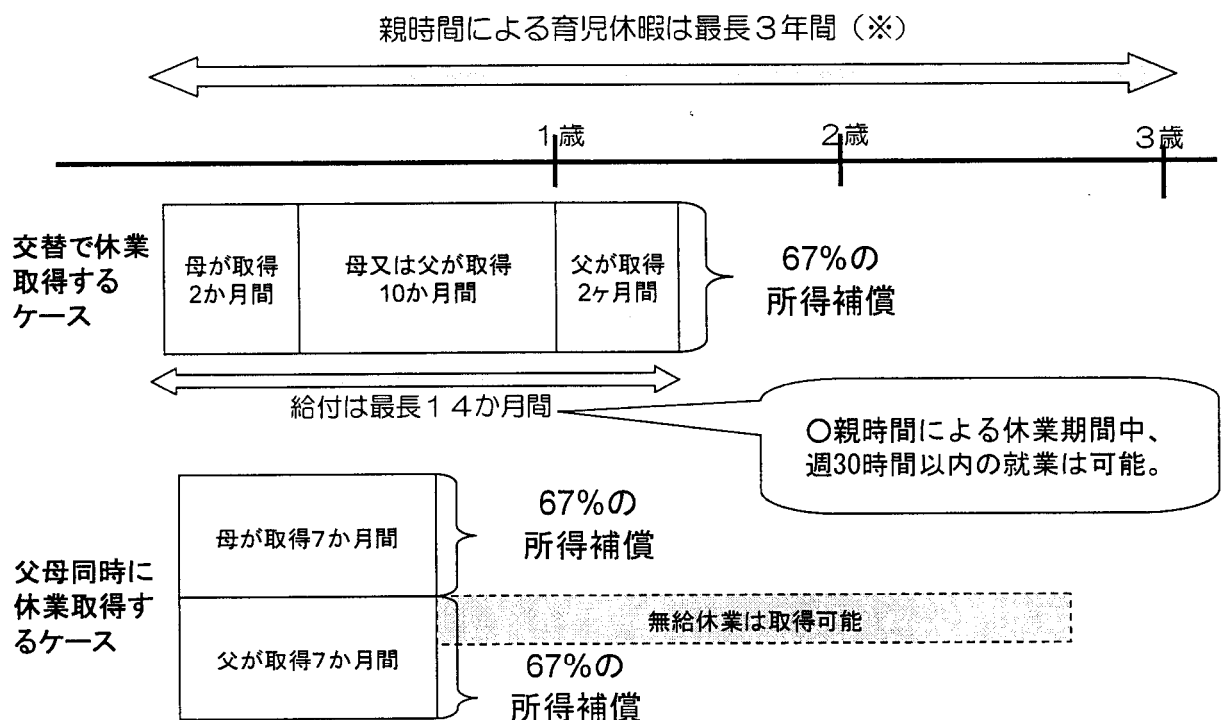 親時間による育児休暇は最長３年間（※）
１歳
２歳
３歳
交替で休業
取得する
ケース
母が取得
2か月間
母又は父が取得
10か月間
父が取得
2ヶ月間
67%の
所得補償
給付は最長１４か月間
○親時間による休業期間中、
週30時間以内の就業は可能。
父母同時に
休業取得す
るケース
母が取得7か月間
67%の
所得補償
無給休業は取得可能
父が取得7か月間
67%の
所得補償